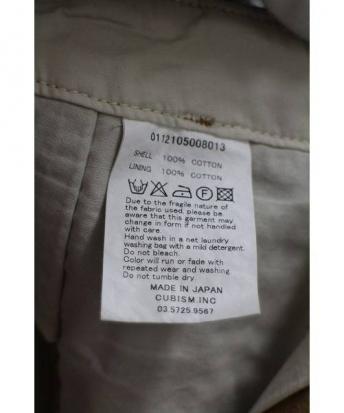 0112105008013
SHELL 100% COTTON
LINING 100% COTTON
Due to the fragile nature of
the fabric used, please be
aware that this garment may
change in form if not handled
with care.
Hand wash in a net laundry
washing bag with a mild detergent.
Do not bleach.
Color will run or fade with
repeated wear and washing
Do not tumble dry.
MADE IN JAPAN
CUBISM.INC
03.5725.9567